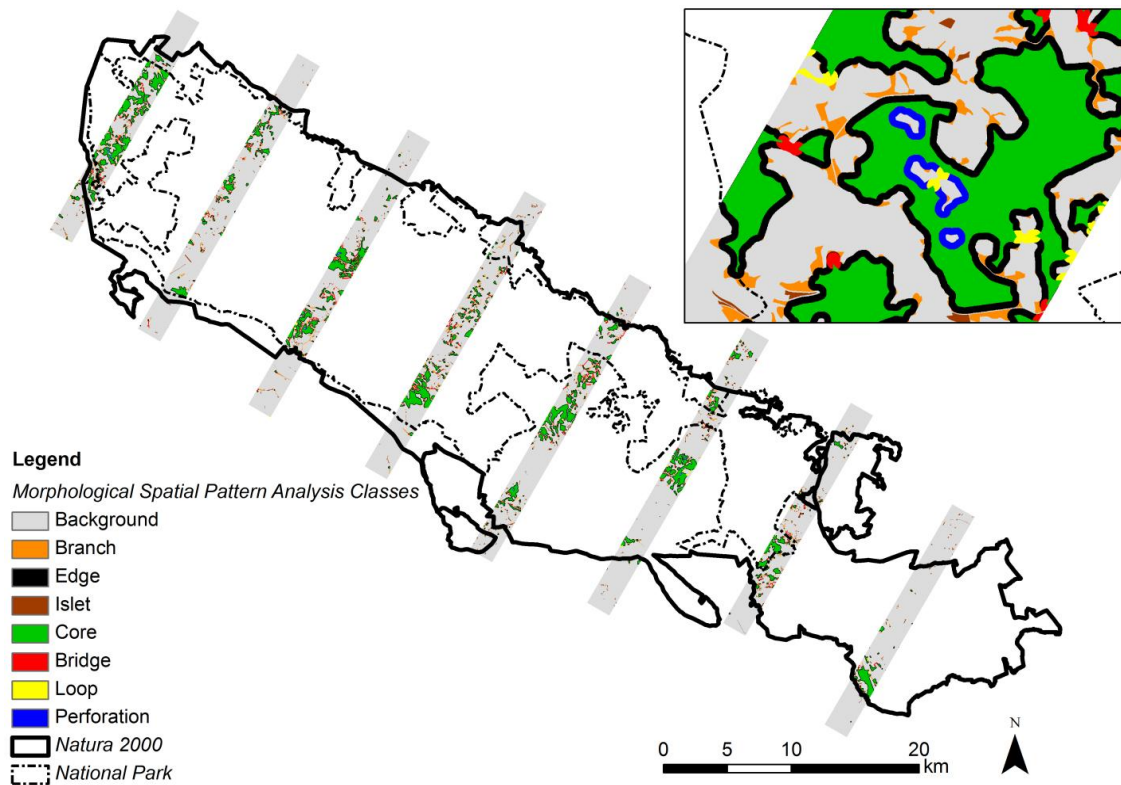 Legend
Morphological Spatial Pattern Analysis Classes
Background
Branch
Edge
Islet
Core
Bridge
Loop
Perforation
Natura 2000
National Park
N
0 5 10 20
km